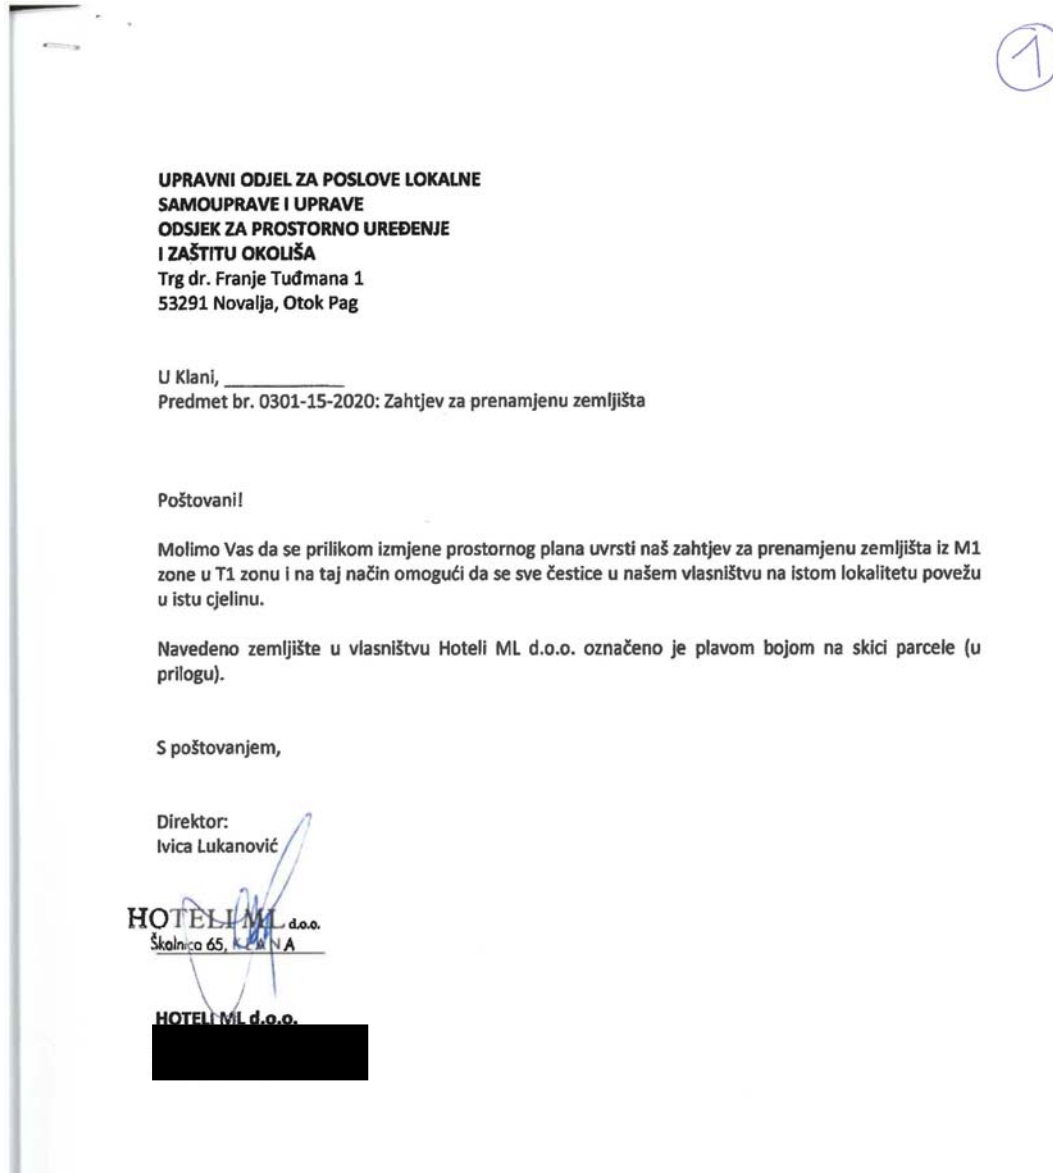 1
UPRAVNI ODJEL ZA POSLOVE LOKALNE
SAMOUPRAVE I UPRAVE
ODSJEK ZA PROSTORNO UREĐENJE
I ZAŠTITU OKOLIŠA
Trg dr. Franje Tuđmana 1
53291 Novalja, Otok Pag
U Klani, ____________
Predmet br. 0301-15-2020: Zahtjev za prenamjenu zemljišta
Poštovani!
Molimo Vas da se prilikom izmjene prostornog plana uvrsti naš zahtjev za prenamjenu zemljišta iz M1
zone u T1 zonu i na taj način omogući da se sve čestice u našem vlasništvu na istom lokalitetu povežu
u istu cjelinu.
Navedeno zemljište u vlasništvu Hoteli ML d.o.o. označeno je plavom bojom na skici parcele (u
prilogu).
S poštovanjem,
Direktor:
Ivica Lukanović
HOTELI ML d.o.o.
Školnica 65, KLANA
HOTELI ML d.o.o.